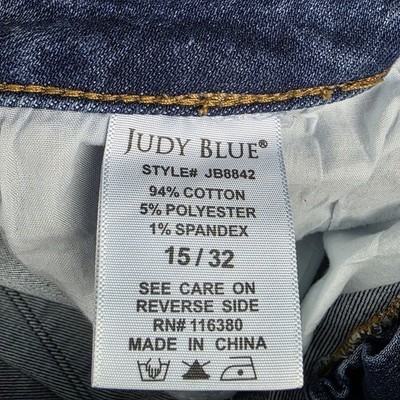 JUDY BLUE®
STYLE# JB8842
94% COTTON
5% POLYESTER
1% SPANDEX
15 / 32
SEE CARE ON
REVERSE SIDE
RN# 116380
MADE IN CHINA